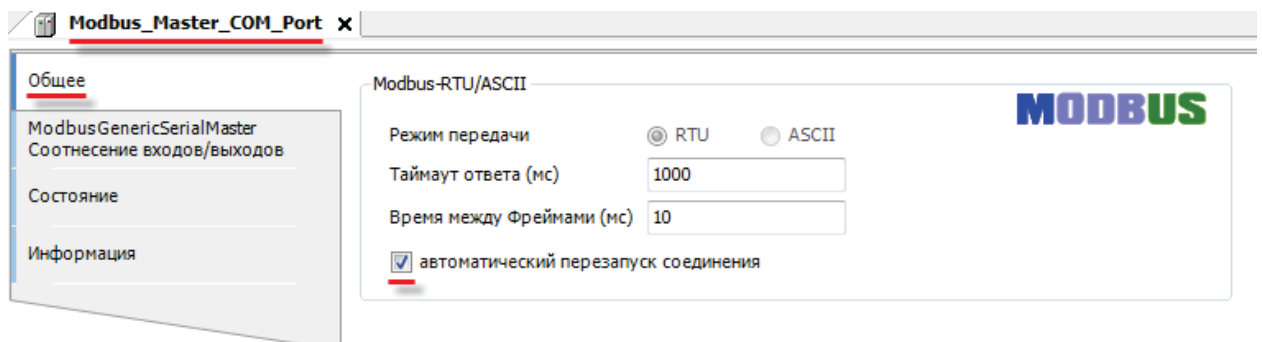 Modbus_Master_COM_Port x
Общее
ModbusGenericSerialMaster
Соотнесение входов/выходов
Состояние
Информация
Modbus-RTU/ASCII
MODBUS
Режим передачи RTU ASCII
Таймаут ответа (мс) 1000
Время между Фреймами (мс) 10
автоматический перезапуск соединения